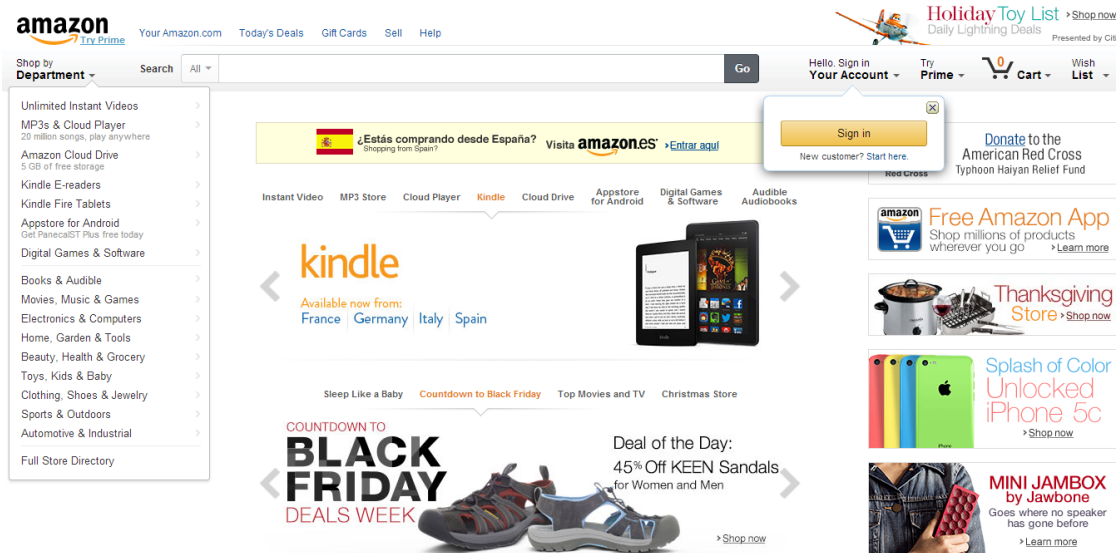 amazon
Try Prime
Your Amazon.com Today's Deals Gift Cards Sell Help
Holiday Toy List Shop now
Daily Lightning Deals
Presented by Citi
Shop by
Department
Search All Go
Hello. Sign in
Your Account
Try
Prime
0
Cart
Wish
List
Unlimited Instant Videos
MP3s & Cloud Player
20 million songs, play anywhere
Amazon Cloud Drive
5 GB of free storage
Kindle E-readers
Kindle Fire Tablets
Appstore for Android
Get PanecalST Plus free today
Digital Games & Software
Books & Audible
Movies, Music & Games
Electronics & Computers
Home, Garden & Tools
Beauty, Health & Grocery
Toys, Kids & Baby
Clothing, Shoes & Jewelry
Sports & Outdoors
Automotive & Industrial
Full Store Directory
Sign in
New customer? Start here.
¿Estás comprando desde España?
Shopping from Spain?
Visita amazon.es
Entrar aquí
Instant Video MP3 Store Cloud Player Kindle Cloud Drive Appstore for Android Digital Games & Software Audible Audiobooks
kindle
Available now from:
France Germany Italy Spain
kindle
Sleep Like a Baby Countdown to Black Friday Top Movies and TV Christmas Store
COUNTDOWN TO
BLACK
FRIDAY
DEALS WEEK
Deal of the Day:
45% Off KEEN Sandals
for Women and Men
Shop now
Donate to the
American Red Cross
Typhoon Haiyan Relief Fund
Red Cross
amazon
Free Amazon App
Shop millions of products
wherever you go
Learn more
Thanksgiving
Store Shop now
Splash of Color
Unlocked
iPhone 5c
Shop now
iPhone
MINI JAMBOX
by Jawbone
Goes where no speaker
has gone before
Learn more